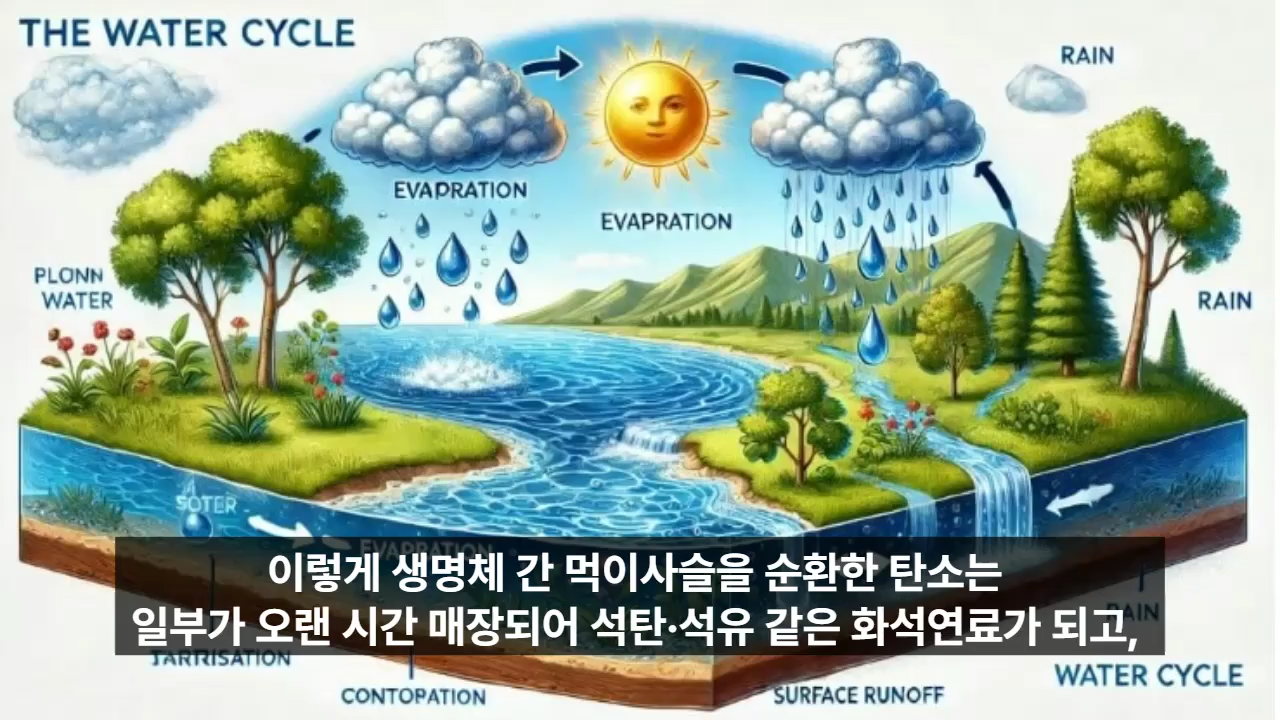 THE WATER CYCLE
RAIN
EVAPRATION
EVAPRATION
PLONN
WATER
RAIN
SOTER
EVAPRATION
이렇게 생명체 간 먹이사슬을 순환한 탄소는
일부가 오랜 시간 매장되어 석탄·석유 같은 화석연료가 되고,
RAIN
TARRISATION
CONTOPATION
SURFACE RUNOFF
WATER CYCLE